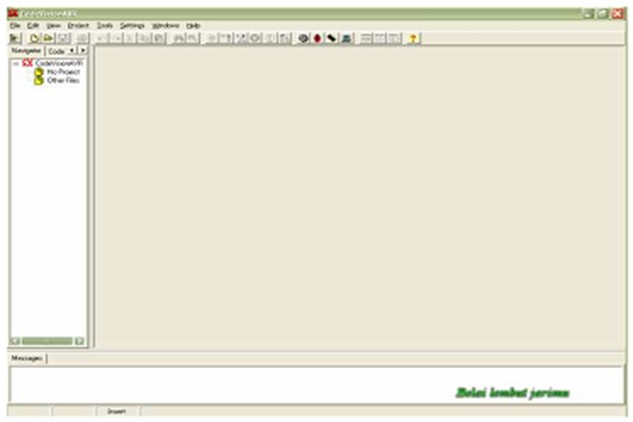 CodeVisionAVR
File Edit View Project Tools Settings Windows Help
Navigator Code
CodeVisionAVR
No Project
Other Files
Messages
Belai lembut jarimu
Insert